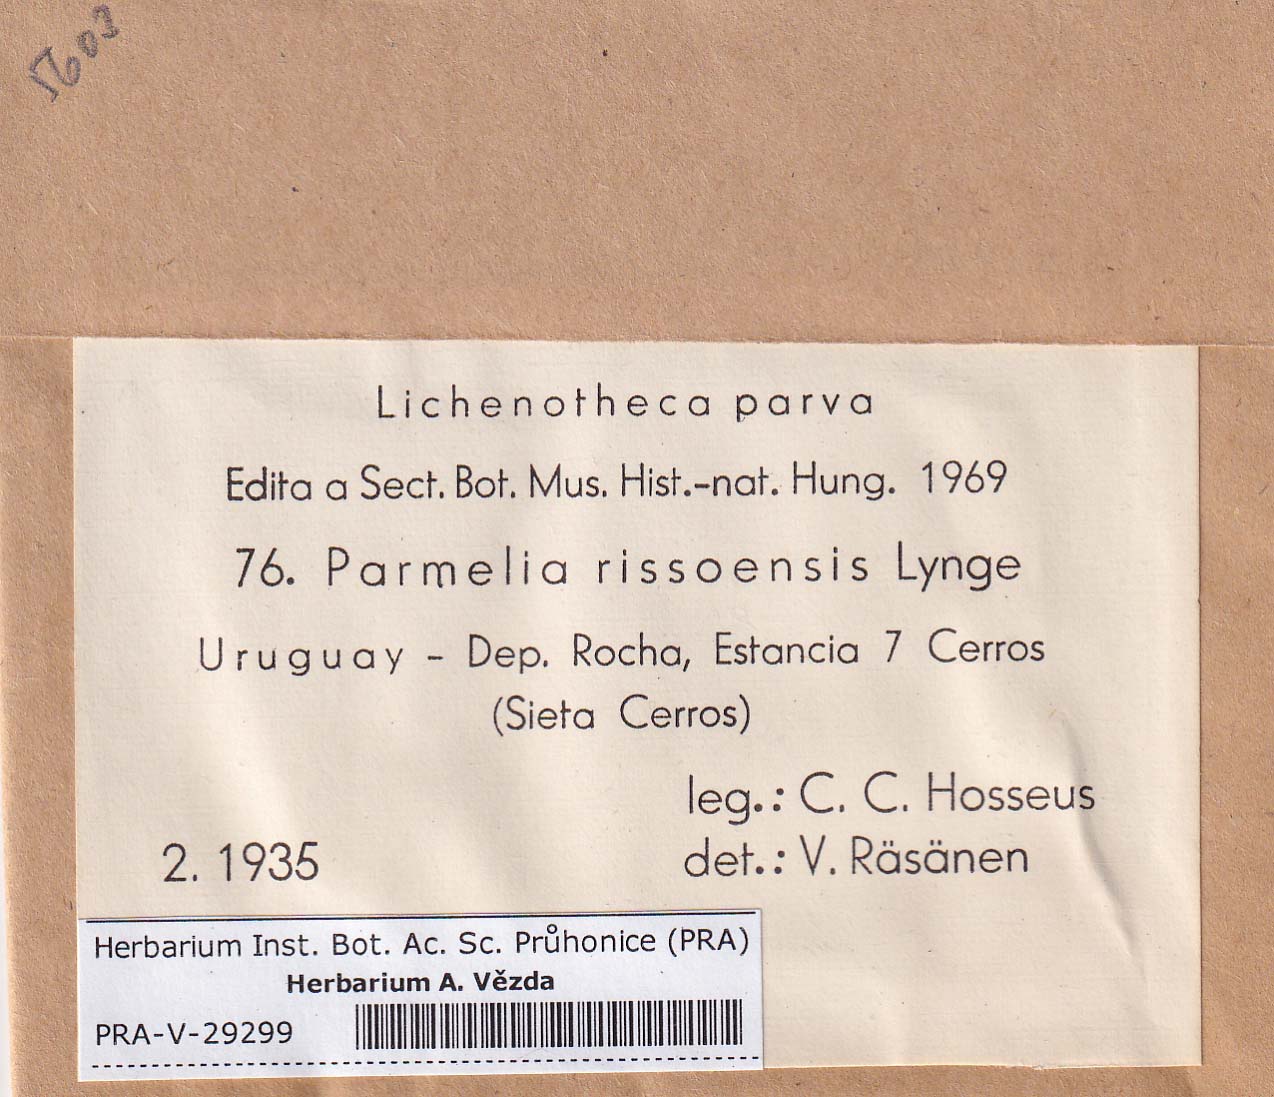 Lichenotheca parva
Edita a Sect. Bot. Mus. Hist.-nat. Hung. 1969
76. Parmelia rissoensis Lynge
Uruguay - Dep. Rocha, Estancia 7 Cerros
(Sieta Cerros)
leg.: C. C. Hosseus
2. 1935 det.: V. Räsänen
Herbarium Inst. Bot. Ac. Sc. Průhonice (PRA)
Herbarium A. Vězda
PRA-V-29299